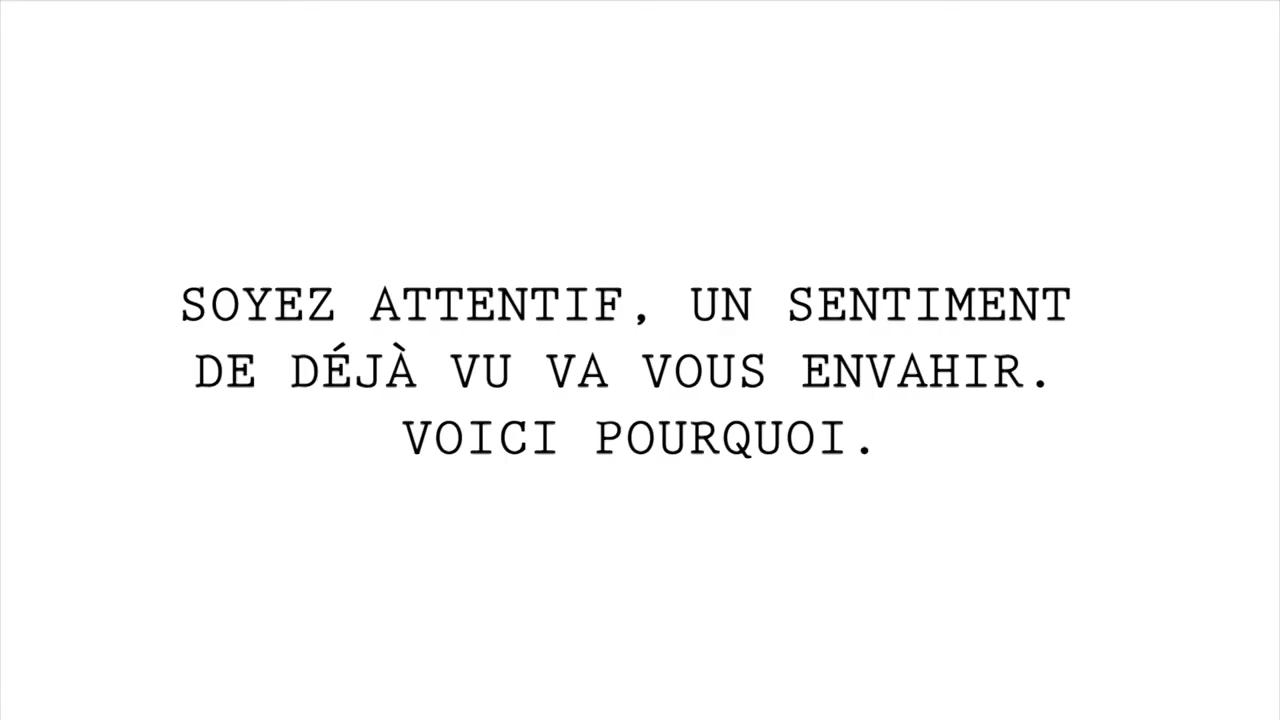 SOYEZ ATTENTIF, UN SENTIMENT
DE DÉJÀ VU VA VOUS ENVAHIR.
VOICI POURQUOI.